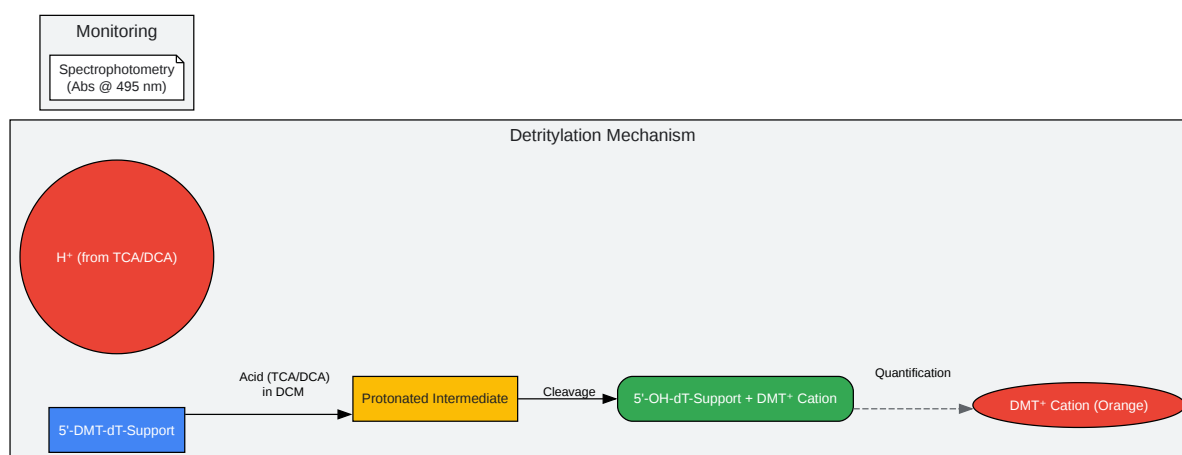 Monitoring
Spectrophotometry
(Abs @ 495 nm)
Detritylation Mechanism
H⁺ (from TCA/DCA)
Acid (TCA/DCA)
in DCM
5'-DMT-dT-Support
Protonated Intermediate
Cleavage
5'-OH-dT-Support + DMT⁺ Cation
Quantification
DMT⁺ Cation (Orange)